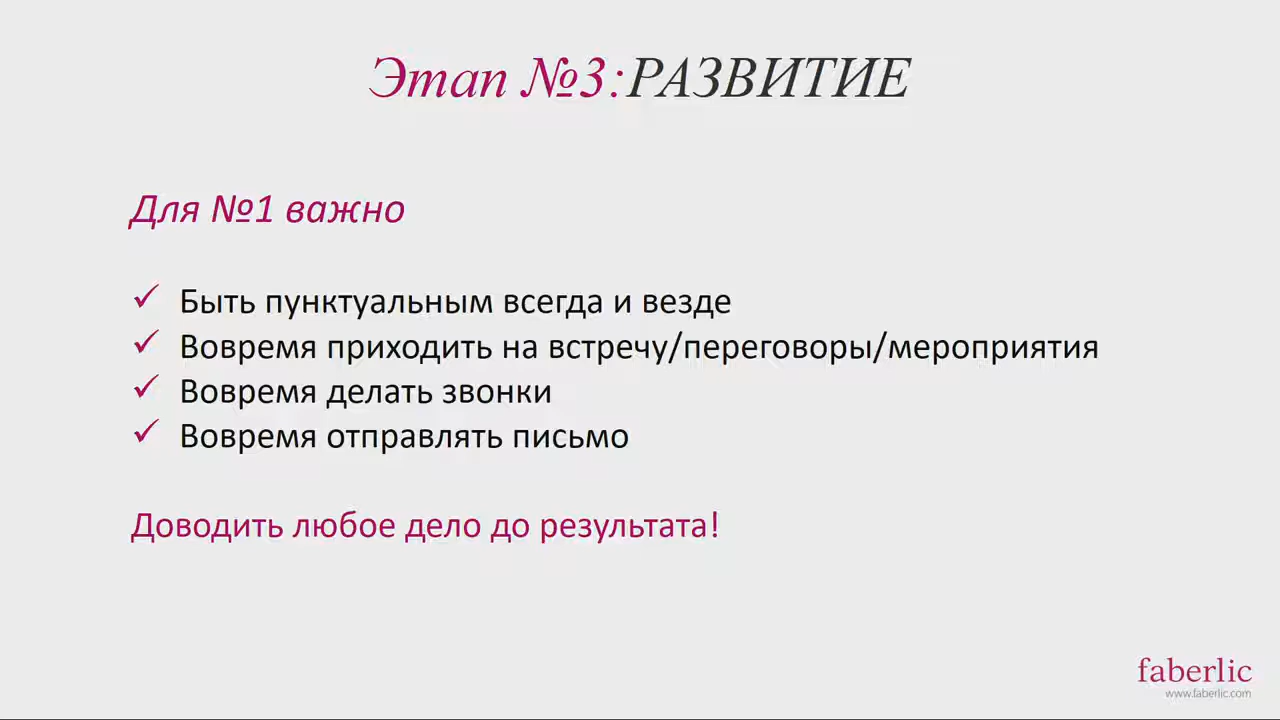 Этап №3:РАЗВИТИЕ
Для №1 важно
✓ Быть пунктуальным всегда и везде
✓ Вовремя приходить на встречу/переговоры/мероприятия
✓ Вовремя делать звонки
✓ Вовремя отправлять письмо
Доводить любое дело до результата!
faberlic
www.faberlic.com